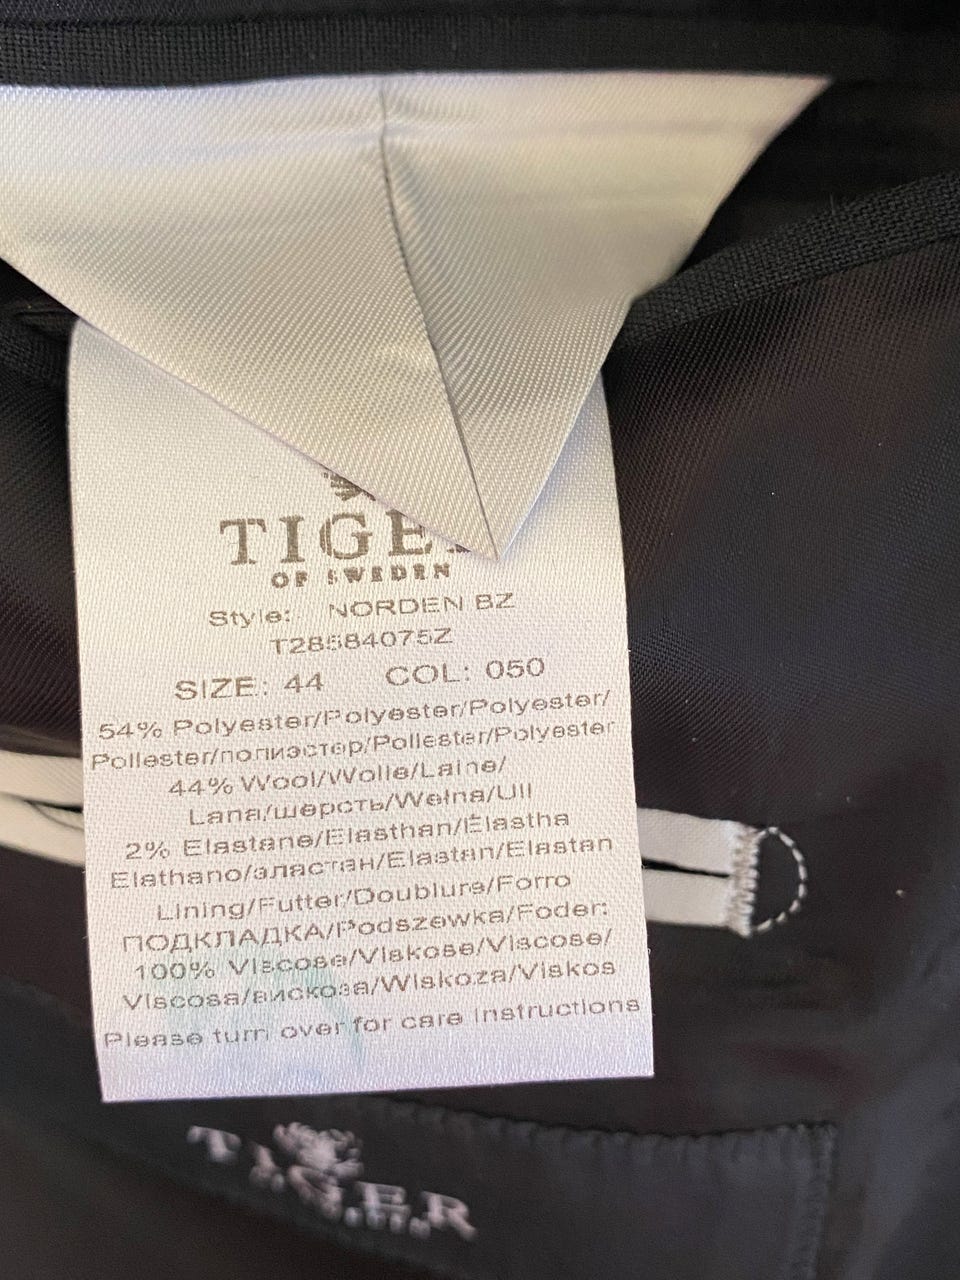 TIGE
OF SWEDEN
Style: NORDEN BZ
T28584075Z
SIZE: 44 COL: 050
54% Polyester/Polyester/Polyester/
Poliester/полиэстер/Poliester/Polyester
44% Wool/Wolle/Laine/
Lana/шерсть/Welna/Ull
2% Elastane/Elasthan/Élastha
Elathano/эластан/Elastan/Elastan
Lining/Futter/Doublure/Forro
ПОДКЛАДКА/Podszewka/Foder:
100% Viscose/Viskose/Viscose/
Viscosa/вискоза/Wiskoza/Viskos
Please turn over for care instructions
TIGER